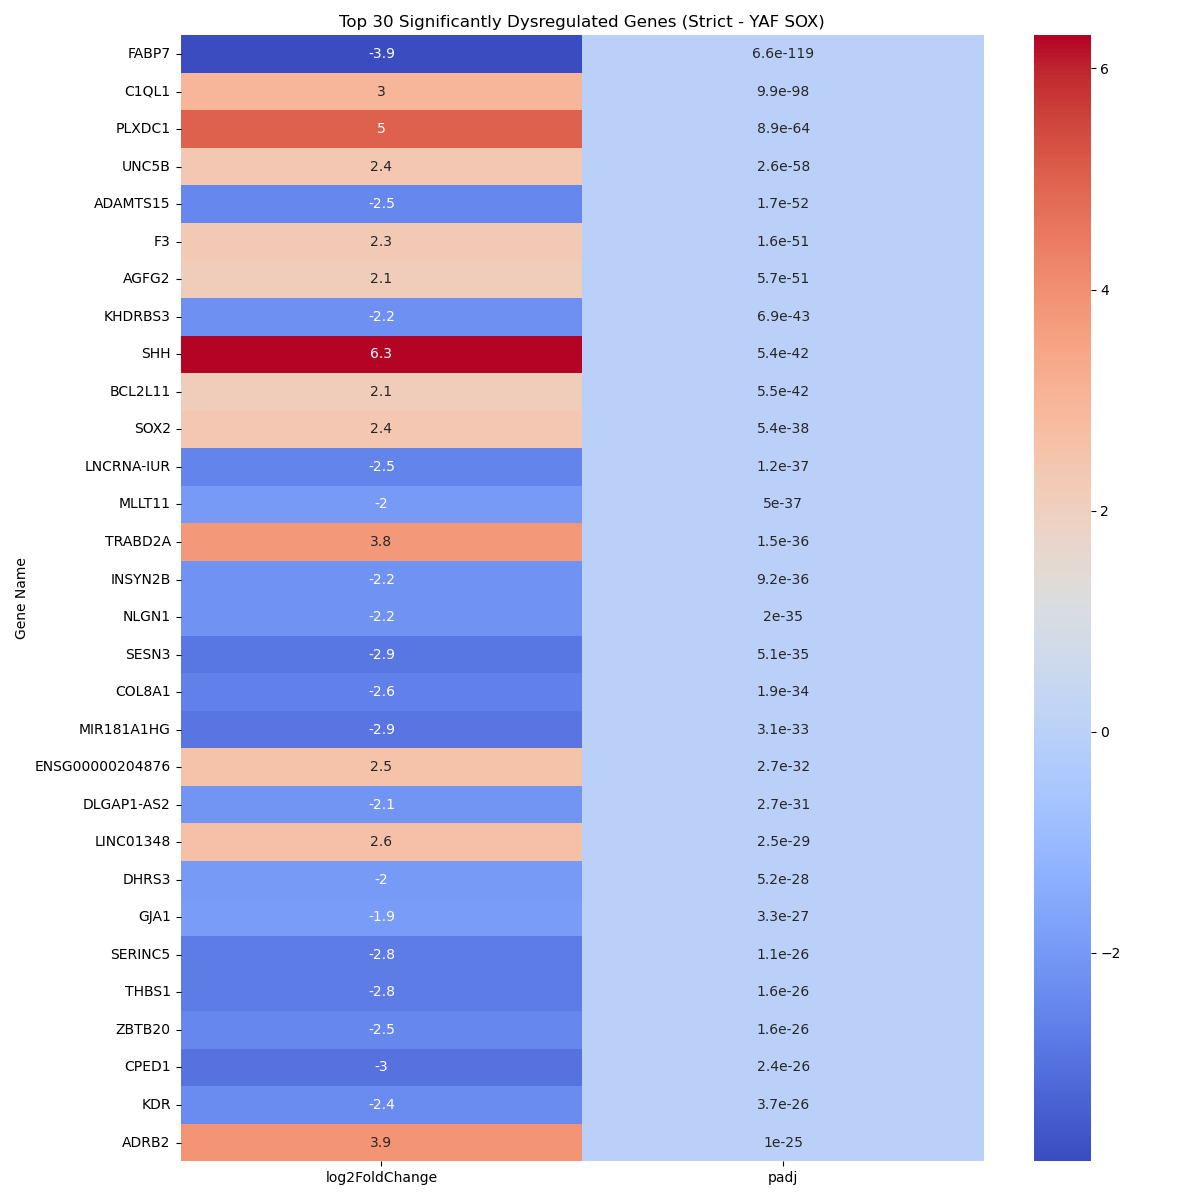 Top 30 Significantly Dysregulated Genes (Strict - YAF SOX)
FABP7 -3.9 6.6e-119
C1QL1 3 9.9e-98
PLXDC1 5 8.9e-64
UNC5B 2.4 2.6e-58
ADAMTS15 -2.5 1.7e-52
F3 2.3 1.6e-51
AGFG2 2.1 5.7e-51
KHDRBS3 -2.2 6.9e-43
SHH 6.3 5.4e-42
BCL2L11 2.1 5.5e-42
SOX2 2.4 5.4e-38
LNCRNA-IUR -2.5 1.2e-37
MLLT11 -2 5e-37
TRABD2A 3.8 1.5e-36
INSYN2B -2.2 9.2e-36
NLGN1 -2.2 2e-35
SESN3 -2.9 5.1e-35
COL8A1 -2.6 1.9e-34
MIR181A1HG -2.9 3.1e-33
ENSG00000204876 2.5 2.7e-32
DLGAP1-AS2 -2.1 2.7e-31
LINC01348 2.6 2.5e-29
DHRS3 -2 5.2e-28
GJA1 -1.9 3.3e-27
SERINC5 -2.8 1.1e-26
THBS1 -2.8 1.6e-26
ZBTB20 -2.5 1.6e-26
CPED1 -3 2.4e-26
KDR -2.4 3.7e-26
ADRB2 3.9 1e-25
log2FoldChange padj
Gene Name
6
4
2
0
−2